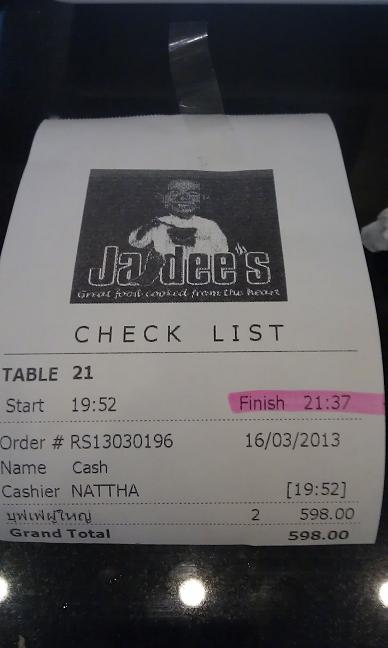 Jaydee's
Great food cooked from the heart
CHECK LIST
TABLE 21
Start 19:52 Finish 21:37
Order # RS13030196 16/03/2013
Name Cash
Cashier NATTHA [19:52]
บุฟเฟ่ผู้ใหญ่ 2 598.00
Grand Total 598.00